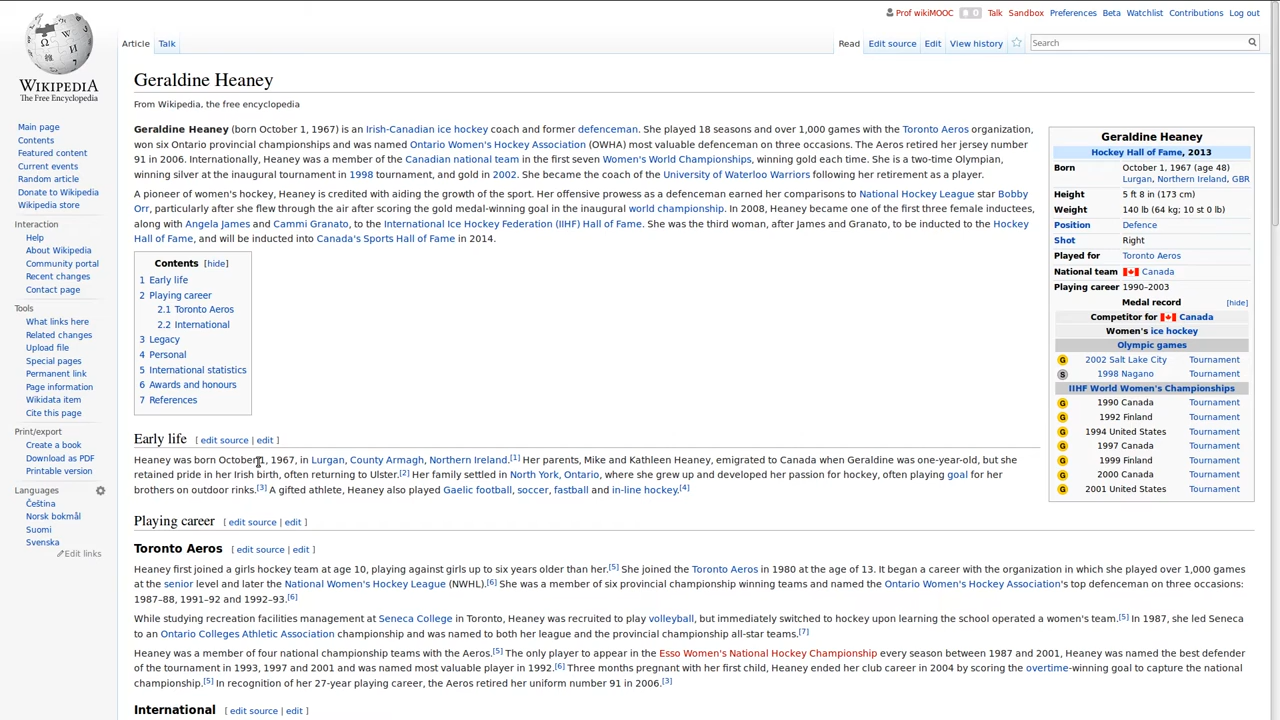 Prof wikiMOOC 0 Talk Sandbox Preferences Beta Watchlist Contributions Log out
Article Talk Read Edit source Edit View history Search
WIKIPEDIA
The Free Encyclopedia
Main page
Contents
Featured content
Current events
Random article
Donate to Wikipedia
Wikipedia store
Interaction
Help
About Wikipedia
Community portal
Recent changes
Contact page
Tools
What links here
Related changes
Upload file
Special pages
Permanent link
Page information
Wikidata item
Cite this page
Print/export
Create a book
Download as PDF
Printable version
Languages
Čeština
Norsk bokmål
Suomi
Svenska
Edit links
Geraldine Heaney
From Wikipedia, the free encyclopedia
Geraldine Heaney (born October 1, 1967) is an Irish-Canadian ice hockey coach and former defenceman. She played 18 seasons and over 1,000 games with the Toronto Aeros organization,
won six Ontario provincial championships and was named Ontario Women's Hockey Association (OWHA) most valuable defenceman on three occasions. The Aeros retired her jersey number
91 in 2006. Internationally, Heaney was a member of the Canadian national team in the first seven Women's World Championships, winning gold each time. She is a two-time Olympian,
winning silver at the inaugural tournament in 1998 tournament, and gold in 2002. She became the coach of the University of Waterloo Warriors following her retirement as a player.
A pioneer of women's hockey, Heaney is credited with aiding the growth of the sport. Her offensive prowess as a defenceman earned her comparisons to National Hockey League star Bobby
Orr, particularly after she flew through the air after scoring the gold medal-winning goal in the inaugural world championship. In 2008, Heaney became one of the first three female inductees,
along with Angela James and Cammi Granato, to the International Ice Hockey Federation (IIHF) Hall of Fame. She was the third woman, after James and Granato, to be inducted to the Hockey
Hall of Fame, and will be inducted into Canada's Sports Hall of Fame in 2014.
Contents [hide]
1 Early life
2 Playing career
2.1 Toronto Aeros
2.2 International
3 Legacy
4 Personal
5 International statistics
6 Awards and honours
7 References
Geraldine Heaney
Hockey Hall of Fame, 2013
Born October 1, 1967 (age 48)
Lurgan, Northern Ireland, GBR
Height 5 ft 8 in (173 cm)
Weight 140 lb (64 kg; 10 st 0 lb)
Position Defence
Shot Right
Played for Toronto Aeros
National team Canada
Playing career 1990–2003
Medal record [hide]
Competitor for Canada
Women's ice hockey
Olympic games
G 2002 Salt Lake City Tournament
S 1998 Nagano Tournament
IIHF World Women's Championships
G 1990 Canada Tournament
G 1992 Finland Tournament
G 1994 United States Tournament
G 1997 Canada Tournament
G 1999 Finland Tournament
G 2000 Canada Tournament
G 2001 United States Tournament
Early life [ edit source | edit ]
Heaney was born October 1, 1967, in Lurgan, County Armagh, Northern Ireland.[1] Her parents, Mike and Kathleen Heaney, emigrated to Canada when Geraldine was one-year-old, but she
retained pride in her Irish birth, often returning to Ulster.[2] Her family settled in North York, Ontario, where she grew up and developed her passion for hockey, often playing goal for her
brothers on outdoor rinks.[3] A gifted athlete, Heaney also played Gaelic football, soccer, fastball and in-line hockey.[4]
Playing career [ edit source | edit ]
Toronto Aeros [ edit source | edit ]
Heaney first joined a girls hockey team at age 10, playing against girls up to six years older than her.[5] She joined the Toronto Aeros in 1980 at the age of 13. It began a career with the organization in which she played over 1,000 games
at the senior level and later the National Women's Hockey League (NWHL).[6] She was a member of six provincial championship winning teams and named the Ontario Women's Hockey Association's top defenceman on three occasions:
1987–88, 1991–92 and 1992–93.[6]
While studying recreation facilities management at Seneca College in Toronto, Heaney was recruited to play volleyball, but immediately switched to hockey upon learning the school operated a women's team.[5] In 1987, she led Seneca
to an Ontario Colleges Athletic Association championship and was named to both her league and the provincial championship all-star teams.[7]
Heaney was a member of four national championship teams with the Aeros.[5] The only player to appear in the Esso Women's National Hockey Championship every season between 1987 and 2001, Heaney was named the best defender
of the tournament in 1993, 1997 and 2001 and was named most valuable player in 1992.[6] Three months pregnant with her first child, Heaney ended her club career in 2004 by scoring the overtime-winning goal to capture the national
championship.[5] In recognition of her 27-year playing career, the Aeros retired her uniform number 91 in 2006.[3]
International [ edit source | edit ]